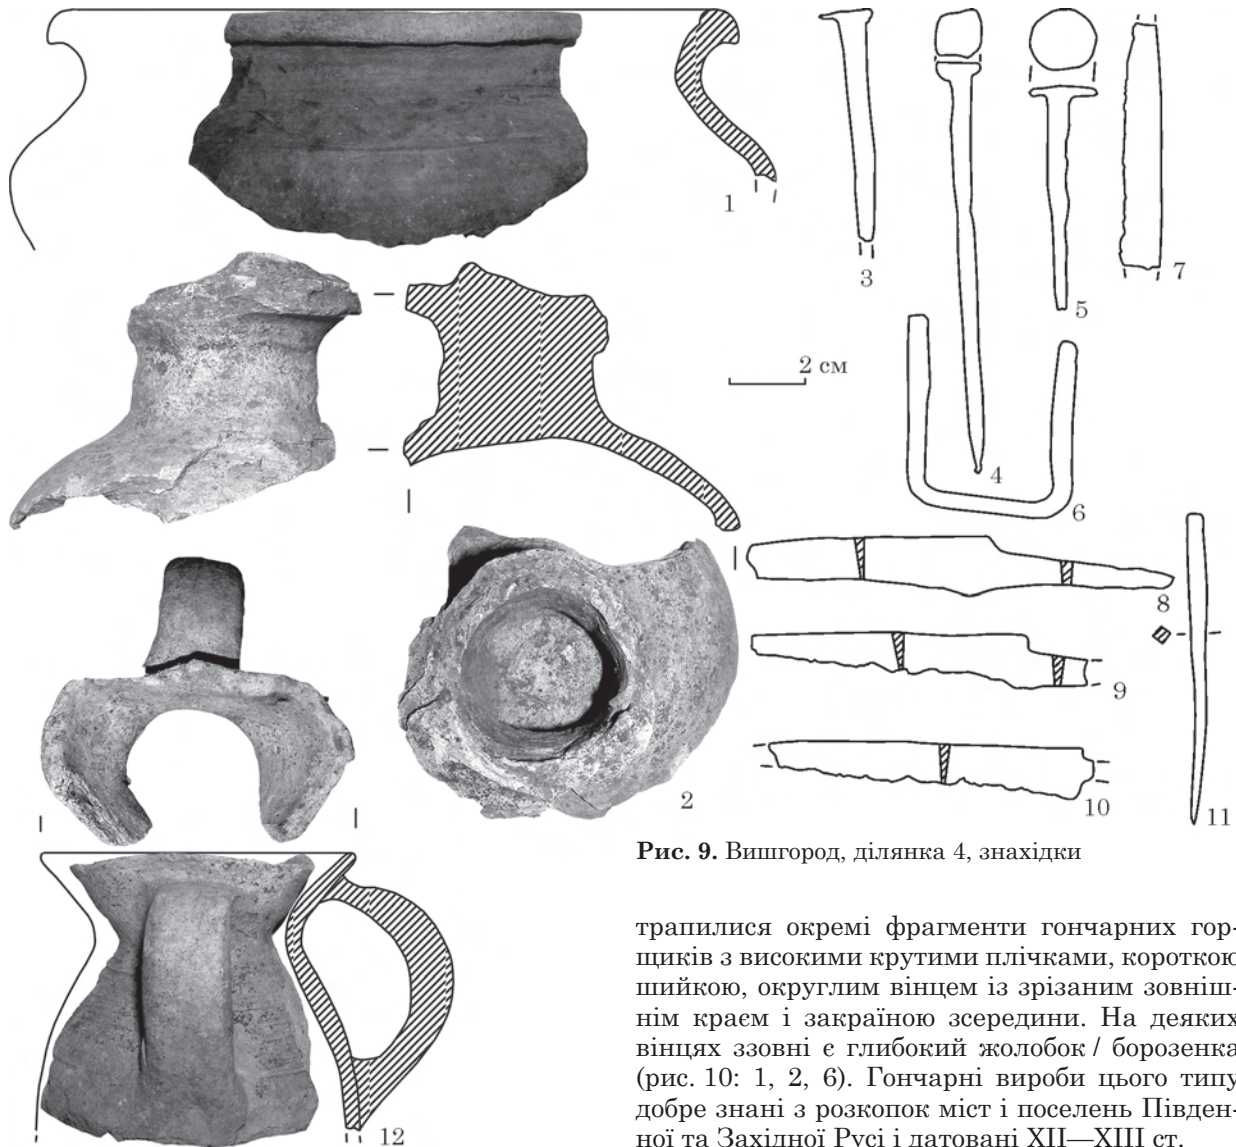 1
3
5
7
2 см
4
6
8
9
2
10
11
Рис. 9. Вишгород, ділянка 4, знахідки
трапилися окремі фрагменти гончарних гор-
щиків з високими крутими плічками, короткою
шийкою, округлим вінцем із зрізаним зовніш-
нім краєм і закраїною зсередини. На деяких
вінцях ззовні є глибокий жолобок / борозенка
(рис. 10: 1, 2, 6). Гончарні вироби цього типу
добре знані з розкопок міст і поселень Півден-
ної та Західної Русі і датовані XII—XIII ст.
12